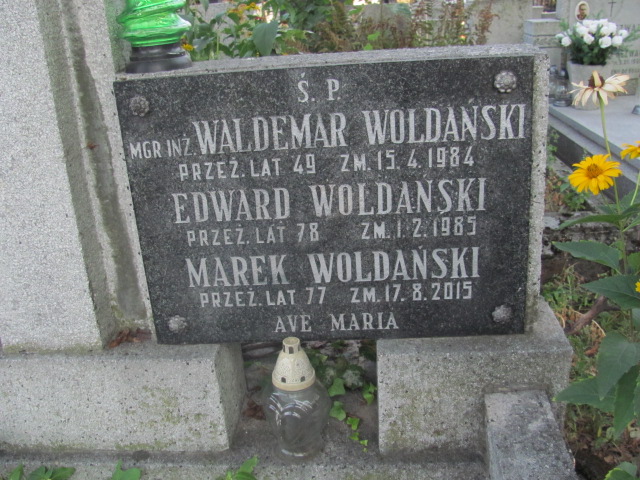 Ś. P.
MGR INŻ. WALDEMAR WOLDAŃSKI
PRZEŻ. LAT 49 ZM. 15. 4. 1984
EDWARD WOLDAŃSKI
PRZEŻ. LAT 78 ZM. 1. 2. 1985
MAREK WOLDAŃSKI
PRZEŻ. LAT 77 ZM. 17. 8. 2015
AVE MARIA